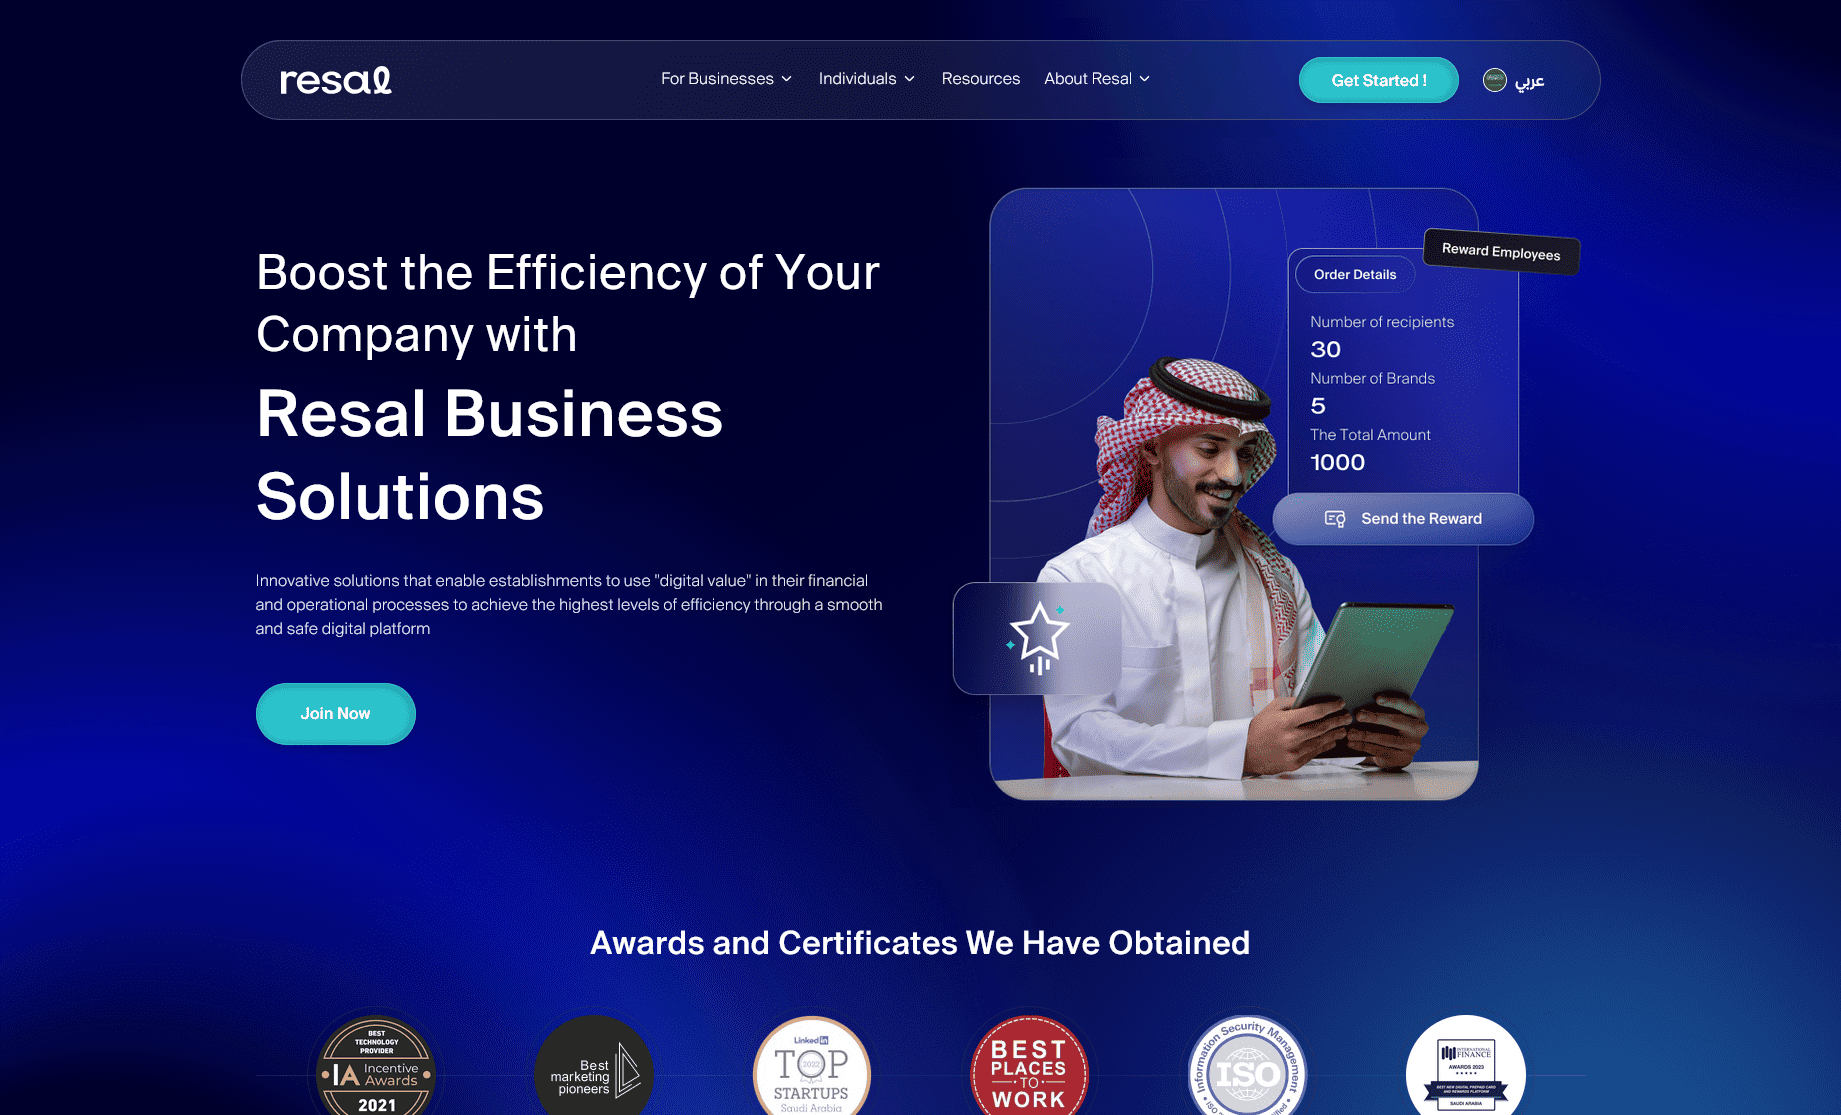 resal
For Businesses
Individuals
Resources
About Resal
Get Started !
عربي
Boost the Efficiency of Your
Company with
Resal Business
Solutions
Innovative solutions that enable establishments to use "digital value" in their financial
and operational processes to achieve the highest levels of efficiency through a smooth
and safe digital platform
Join Now
Reward Employees
Order Details
Number of recipients
30
Number of Brands
5
The Total Amount
1000
Send the Reward
Awards and Certificates We Have Obtained
BEST
TECHNOLOGY
PROVIDER
IA Incentive
Awards
2021
Best
marketing
pioneers
Linkedin
TOP
2022
STARTUPS
Saudi Arabia
BEST
PLACES
TO
WORK
Information Security Management
ISO
INTERNATIONAL
FINANCE
AWARDS 2023
BEST NEW DIGITAL PREPAID CARD
AND REWARDS PLATFORM
SAUDI ARABIA